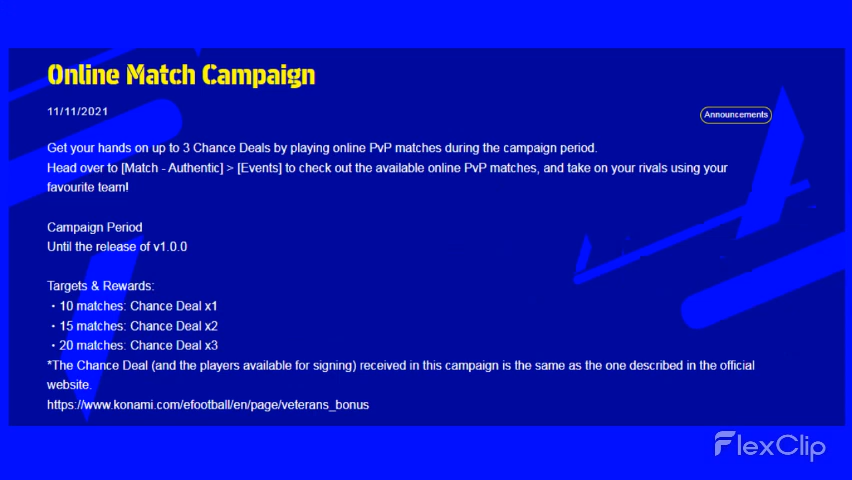 Online Match Campaign
11/11/2021
Announcements
Get your hands on up to 3 Chance Deals by playing online PvP matches during the campaign period.
Head over to [Match - Authentic] > [Events] to check out the available online PvP matches, and take on your rivals using your
favourite team!
Campaign Period
Until the release of v1.0.0
Targets & Rewards:
・10 matches: Chance Deal x1
・15 matches: Chance Deal x2
・20 matches: Chance Deal x3
*The Chance Deal (and the players available for signing) received in this campaign is the same as the one described in the official
website.
https://www.konami.com/efootball/en/page/veterans_bonus
FlexClip